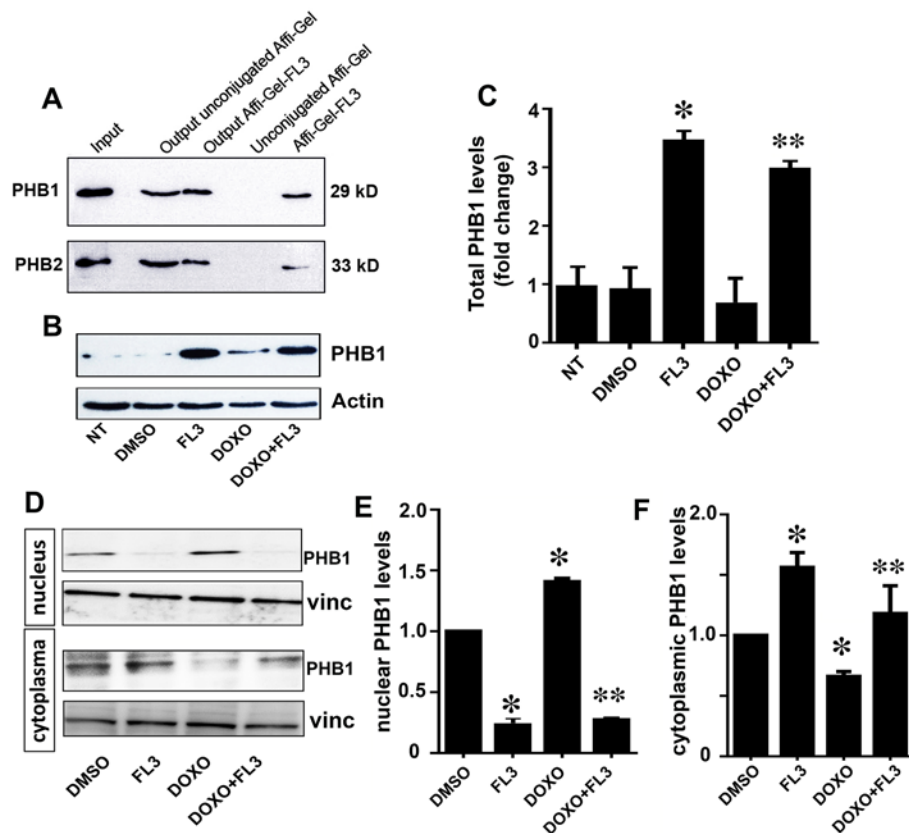 A
Input
Output unconjugated Affi-Gel
Output Affi-Gel-FL3
Unconjugated Affi-Gel
Affi-Gel-FL3
PHB1
29 kD
PHB2
33 kD
B
PHB1
Actin
NT
DMSO
FL3
DOXO
DOXO+FL3
C
Total PHB1 levels
(fold change)
4
3
2
1
0
*
**
NT
DMSO
FL3
DOXO
DOXO+FL3
D
nucleus
PHB1
vinc
cytoplasma
PHB1
vinc
DMSO
FL3
DOXO
DOXO+FL3
E
nuclear PHB1 levels
2.0
1.5
1.0
0.5
0
*
*
**
DMSO
FL3
DOXO
DOXO+FL3
F
cytoplasmic PHB1 levels
2.0
1.0
0
*
*
**
DMSO
FL3
DOXO
DOXO+FL3